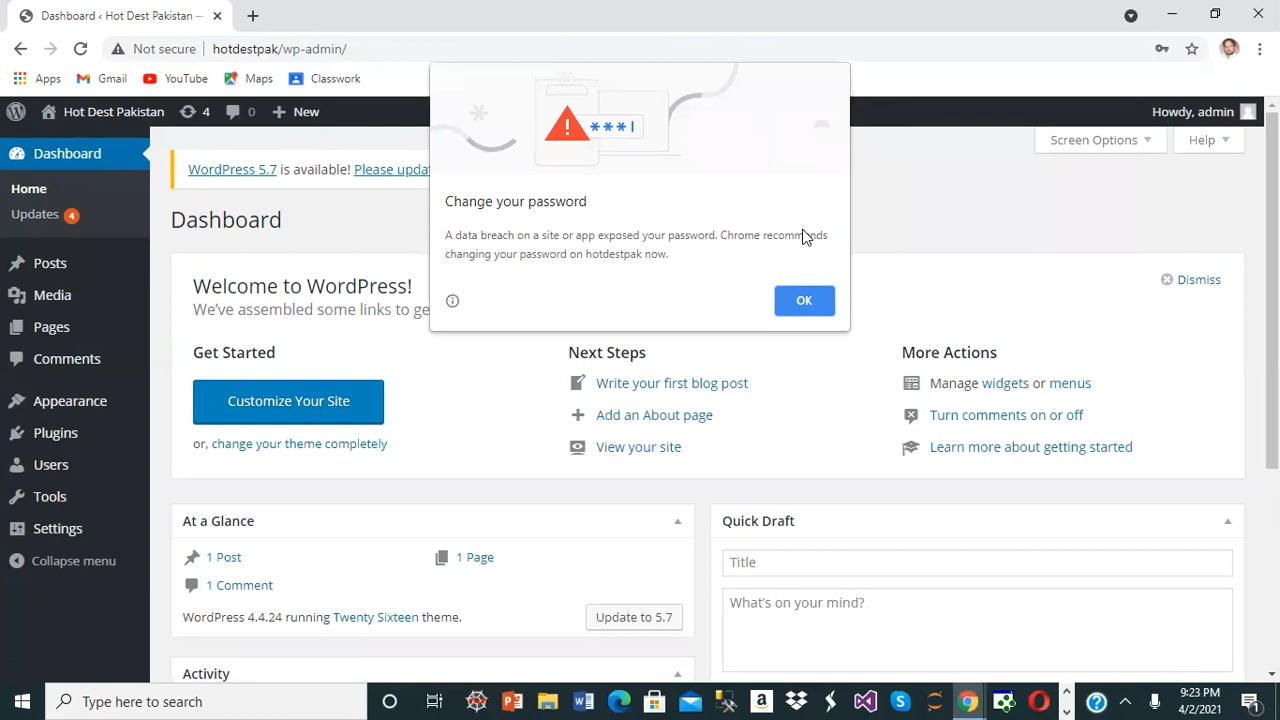 Dashboard ‹ Hot Dest Pakistan —
Not secure hotdestpak/wp-admin/
Apps Gmail YouTube Maps Classwork
Hot Dest Pakistan 4 0 New Howdy, admin
Dashboard
Home
Updates 4
Posts
Media
Pages
Comments
Appearance
Plugins
Users
Tools
Settings
Collapse menu
Screen Options Help
WordPress 5.7 is available! Please upda
Dashboard
***
Change your password
A data breach on a site or app exposed your password. Chrome recommends
changing your password on hotdestpak now.
OK
Welcome to WordPress!
Dismiss
We've assembled some links to ge
Get Started
Customize Your Site
or, change your theme completely
Next Steps
Write your first blog post
Add an About page
View your site
More Actions
Manage widgets or menus
Turn comments on or off
Learn more about getting started
At a Glance
1 Post 1 Page
1 Comment
WordPress 4.4.24 running Twenty Sixteen theme. Update to 5.7
Activity
Quick Draft
Title
What's on your mind?
Type here to search
9:23 PM
4/2/2021
1